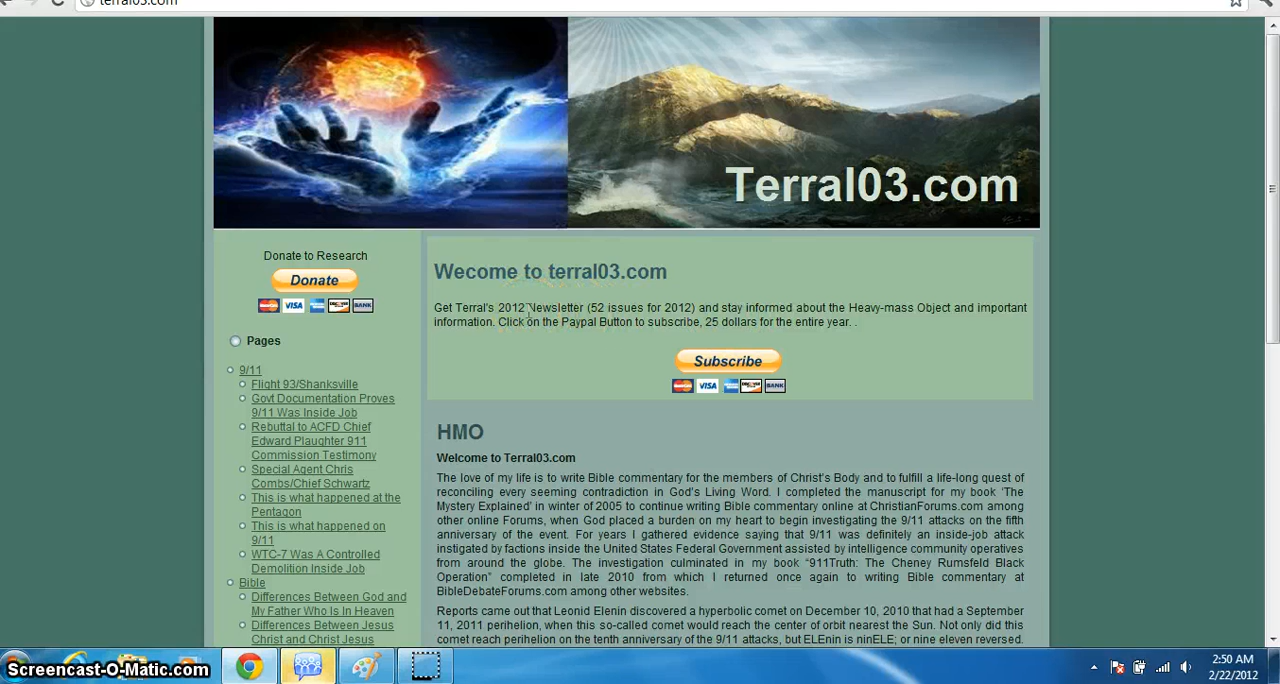 terral03.com
Terral03.com
Donate to Research
Donate
VISA
DISCOVER
BANK
Pages
9/11
Flight 93/Shanksville
Govt Documentation Proves
9/11 Was Inside Job
Rebuttal to ACFD Chief
Edward Plaughter 911
Commission Testimony
Special Agent Chris
Combs/Chief Schwartz
This is what happened at the
Pentagon
This is what happened on
9/11
WTC-7 Was A Controlled
Demolition Inside Job
Bible
Differences Between God and
My Father Who Is In Heaven
Differences Between Jesus
Christ and Christ Jesus
Wecome to terral03.com
Get Terral's 2012 Newsletter (52 issues for 2012) and stay informed about the Heavy-mass Object and important
information. Click on the Paypal Button to subscribe, 25 dollars for the entire year. .
Subscribe
VISA
DISCOVER
BANK
HMO
Welcome to Terral03.com
The love of my life is to write Bible commentary for the members of Christ's Body and to fulfill a life-long quest of
reconciling every seeming contradiction in God's Living Word. I completed the manuscript for my book 'The
Mystery Explained' in winter of 2005 to continue writing Bible commentary online at ChristianForums.com among
other online Forums, when God placed a burden on my heart to begin investigating the 9/11 attacks on the fifth
anniversary of the event. For years I gathered evidence saying that 9/11 was definitely an inside-job attack
instigated by factions inside the United States Federal Government assisted by intelligence community operatives
from around the globe. The investigation culminated in my book “911Truth: The Cheney Rumsfeld Black
Operation” completed in late 2010 from which I returned once again to writing Bible commentary at
BibleDebateForums.com among other websites.
Reports came out that Leonid Elenin discovered a hyperbolic comet on December 10, 2010 that had a September
11, 2011 perihelion, when this so-called comet would reach the center of orbit nearest the Sun. Not only did this
comet reach perihelion on the tenth anniversary of the 9/11 attacks, but ELEnin is ninELE; or nine eleven reversed.
Screencast-O-Matic.com
2:50 AM
2/22/2012